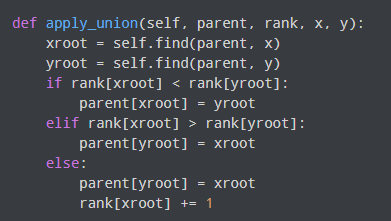 def apply_union(self, parent, rank, x, y):
    xroot = self.find(parent, x)
    yroot = self.find(parent, y)
    if rank[xroot] < rank[yroot]:
        parent[xroot] = yroot
    elif rank[xroot] > rank[yroot]:
        parent[yroot] = xroot
    else:
        parent[yroot] = xroot
        rank[xroot] += 1